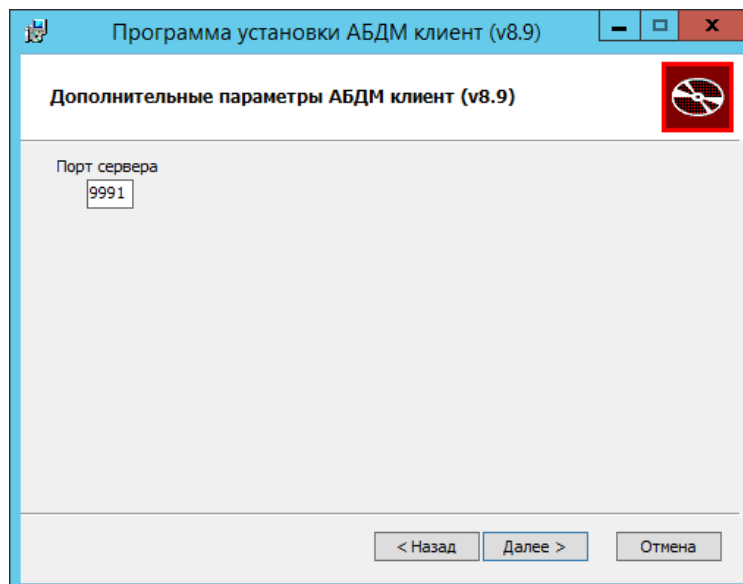 Программа установки АБДМ клиент (v8.9)
Дополнительные параметры АБДМ клиент (v8.9)
Порт сервера
9991
< Назад Далее > Отмена